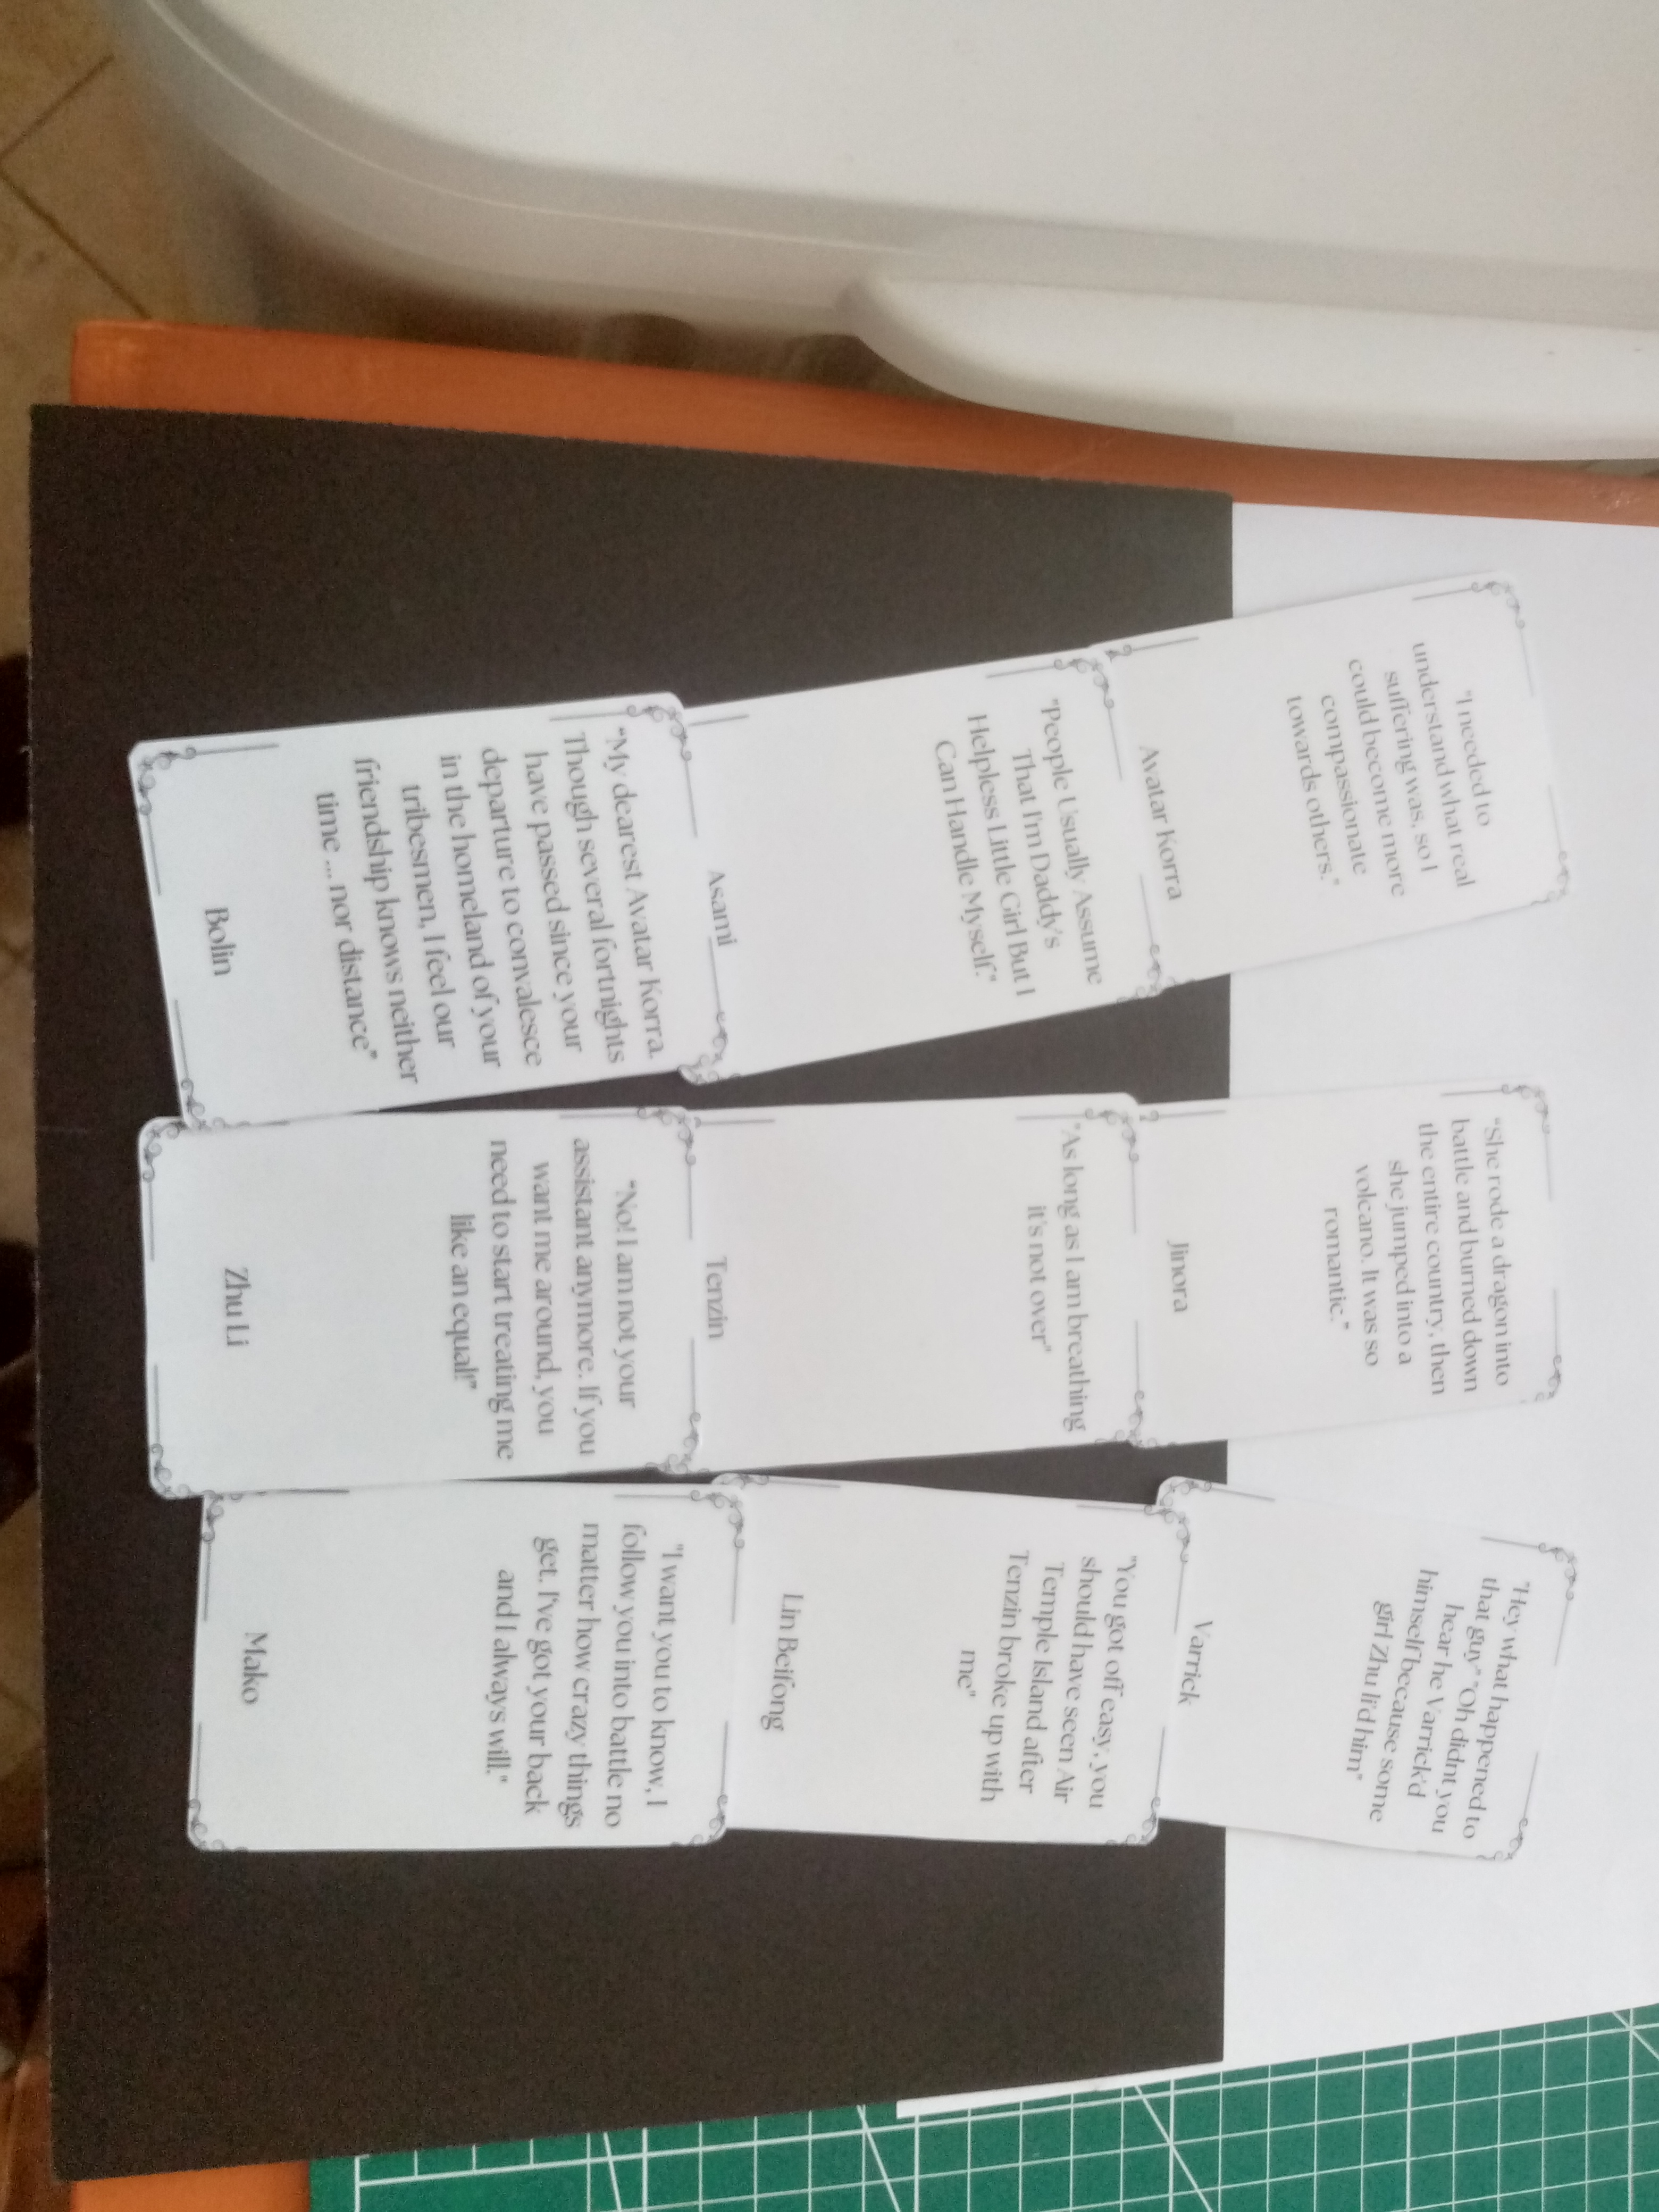 "I needed to
understand what real
suffering was, so I
could become more
compassionate
towards others."
Avatar Korra
"People Usually Assume
That I'm Daddy's
Helpless Little Girl But I
Can Handle Myself."
Asami
"My dearest Avatar Korra.
Though several fortnights
have passed since your
departure to convalesce
in the homeland of your
tribesmen, I feel our
friendship knows neither
time ... nor distance"
Bolin
"She rode a dragon into
battle and burned down
the entire country, then
she jumped into a
volcano. It was so
romantic."
Jinora
"As long as I am breathing
it's not over"
Tenzin
"No! I am not your
assistant anymore. If you
want me around, you
need to start treating me
like an equal!"
Zhu Li
"Hey what happened to
that guy" "Oh didnt you
hear he Varrick'd
himself because some
girl Zhu li'd him"
Varrick
"You got off easy, you
should have seen Air
Temple Island after
Tenzin broke up with
me"
Lin Beifong
"I want you to know, I
follow you into battle no
matter how crazy things
get. I've got your back
and I always will."
Mako